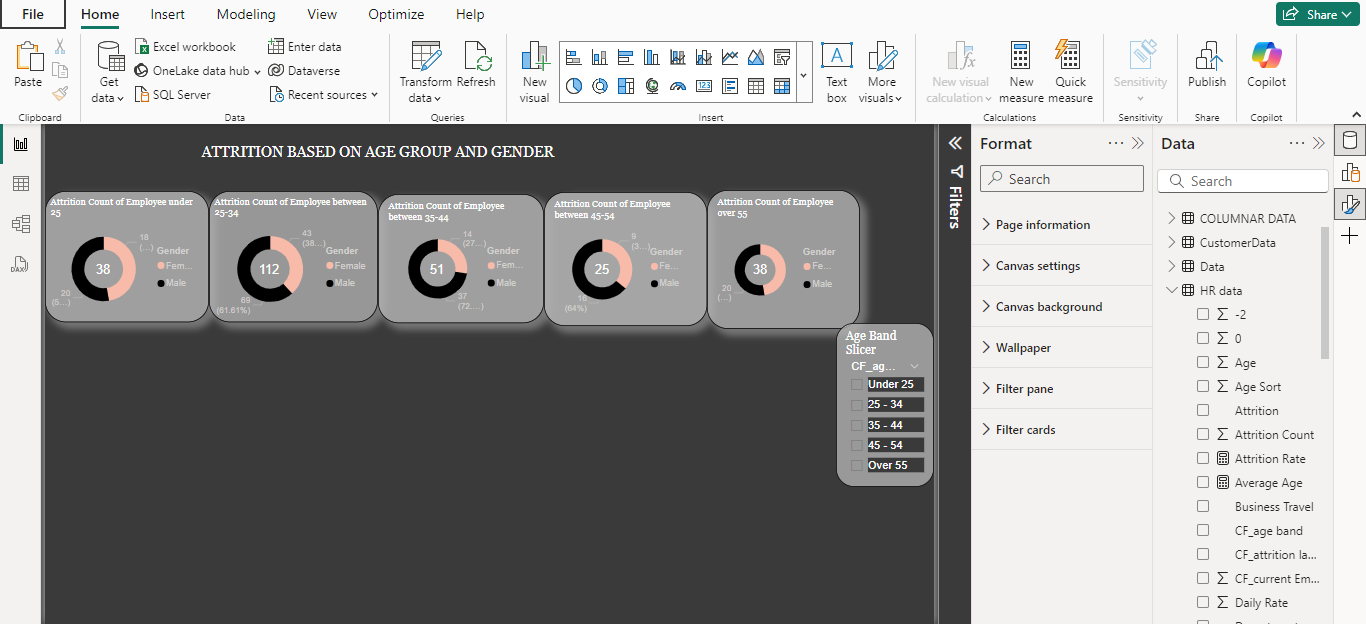 File
Home
Insert
Modeling
View
Optimize
Help
Share
Paste
Clipboard
Get
data
Excel workbook
OneLake data hub
SQL Server
Enter data
Dataverse
Recent sources
Data
Transform
data
Refresh
Queries
New
visual
123
Insert
A
Text
box
More
visuals
fx
New visual
calculation
New
measure
Quick
measure
Calculations
Sensitivity
Sensitivity
Publish
Share
Copilot
Copilot
DAX
ATTRITION BASED ON AGE GROUP AND GENDER
Attrition Count of Employee under
25
18
(...)
38
20
(5...)
Gender
Fem...
Male
Attrition Count of Employee between
25-34
43
(38...)
112
69
(61.61%)
Gender
Female
Male
Attrition Count of Employee
between 35-44
14
(27...)
51
37
(72....)
Gender
Fem...
Male
Attrition Count of Employee
between 45-54
9
(3...)
25
16
(64%)
Gender
Fe...
Male
Attrition Count of Employee
over 55
38
20
(...)
Gender
Fe...
Male
Age Band
Slicer
CF_ag...
Under 25
25 - 34
35 - 44
45 - 54
Over 55
Filters
Format
Search
Page information
Canvas settings
Canvas background
Wallpaper
Filter pane
Filter cards
Data
Search
COLUMNAR DATA
CustomerData
Data
HR data
∑ -2
∑ 0
∑ Age
∑ Age Sort
Attrition
∑ Attrition Count
Attrition Rate
Average Age
Business Travel
CF_age band
CF_attrition la...
∑ CF_current Em...
∑ Daily Rate